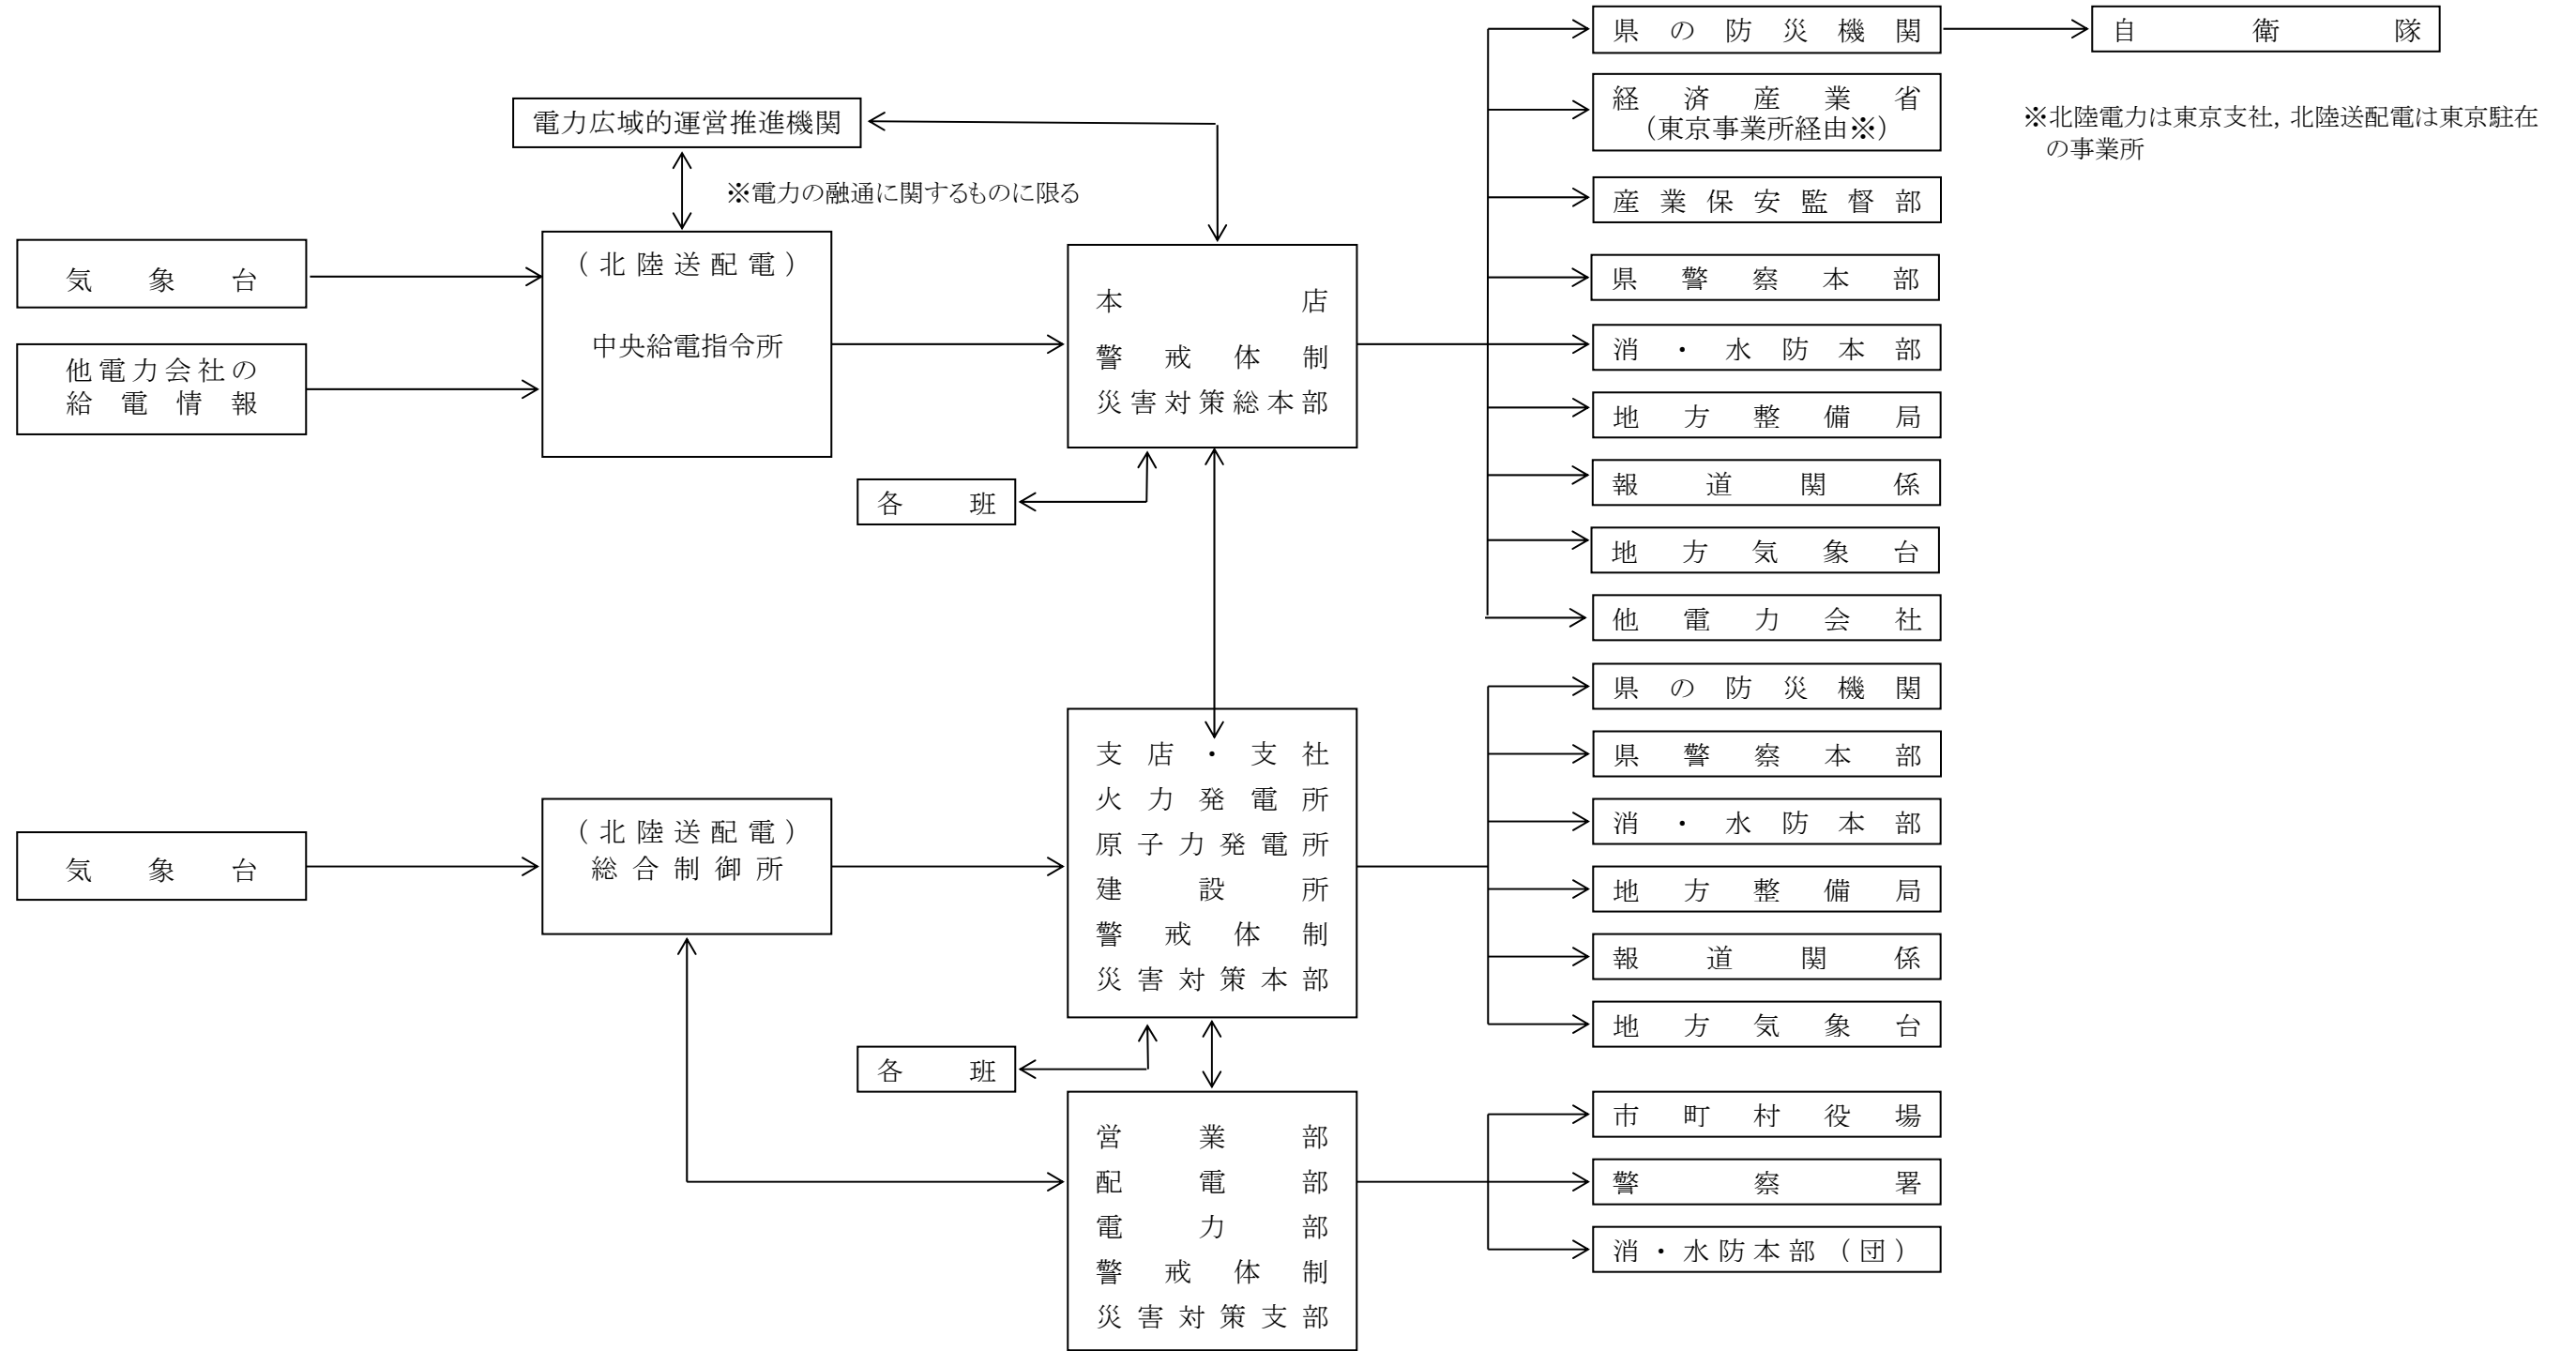 電力広域的運営推進機関
※電力の融通に関するものに限る
気象台
他電力会社の
給電情報
（北陸送配電）
中央給電指令所
本店
警戒体制
災害対策総本部
各班
県の防災機関
自衛隊
経済産業省
（東京事業所経由※）
※北陸電力は東京支社，北陸送配電は東京駐在
の事業所
産業保安監督部
県警察本部
消・水防本部
地方整備局
報道関係
地方気象台
他電力会社
気象台
（北陸送配電）
総合制御所
支店・支社
火力発電所
原子力発電所
建設所
警戒体制
災害対策本部
各班
県の防災機関
県警察本部
消・水防本部
地方整備局
報道関係
地方気象台
営業部
配電部
電力部
警戒体制
災害対策支部
市町村役場
警察署
消・水防本部（団）